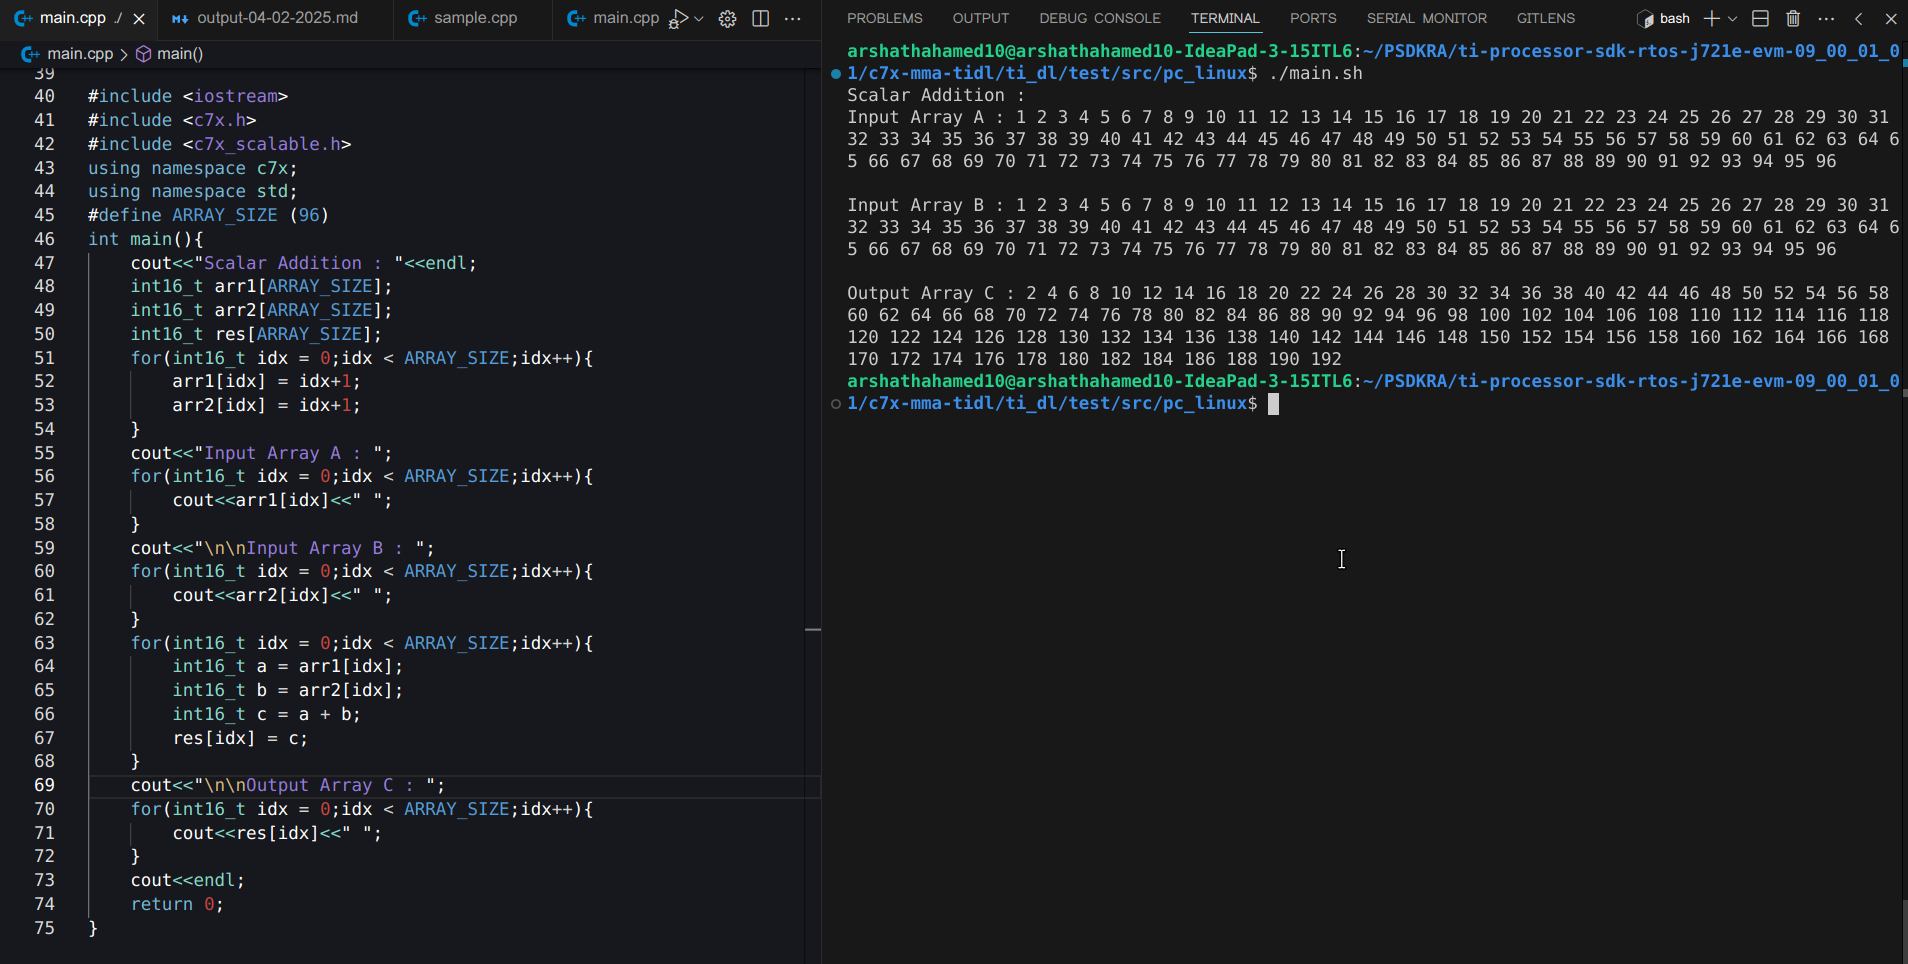 main.cpp ./
output-04-02-2025.md
sample.cpp
main.cpp
main.cpp > main()
39
40 #include <iostream>
41 #include <c7x.h>
42 #include <c7x_scalable.h>
43 using namespace c7x;
44 using namespace std;
45 #define ARRAY_SIZE (96)
46 int main(){
47     cout<<"Scalar Addition : "<<endl;
48     int16_t arr1[ARRAY_SIZE];
49     int16_t arr2[ARRAY_SIZE];
50     int16_t res[ARRAY_SIZE];
51     for(int16_t idx = 0;idx < ARRAY_SIZE;idx++){
52         arr1[idx] = idx+1;
53         arr2[idx] = idx+1;
54     }
55     cout<<"Input Array A : ";
56     for(int16_t idx = 0;idx < ARRAY_SIZE;idx++){
57         cout<<arr1[idx]<<" ";
58     }
59     cout<<"\n\nInput Array B : ";
60     for(int16_t idx = 0;idx < ARRAY_SIZE;idx++){
61         cout<<arr2[idx]<<" ";
62     }
63     for(int16_t idx = 0;idx < ARRAY_SIZE;idx++){
64         int16_t a = arr1[idx];
65         int16_t b = arr2[idx];
66         int16_t c = a + b;
67         res[idx] = c;
68     }
69     cout<<"\n\nOutput Array C : ";
70     for(int16_t idx = 0;idx < ARRAY_SIZE;idx++){
71         cout<<res[idx]<<" ";
72     }
73     cout<<endl;
74     return 0;
75 }
PROBLEMS OUTPUT DEBUG CONSOLE TERMINAL PORTS SERIAL MONITOR GITLENS bash
arshathahamed10@arshathahamed10-IdeaPad-3-15ITL6:~/PSDKRA/ti-processor-sdk-rtos-j721e-evm-09_00_01_0
1/c7x-mma-tidl/ti_dl/test/src/pc_linux$ ./main.sh
Scalar Addition :
Input Array A : 1 2 3 4 5 6 7 8 9 10 11 12 13 14 15 16 17 18 19 20 21 22 23 24 25 26 27 28 29 30 31
32 33 34 35 36 37 38 39 40 41 42 43 44 45 46 47 48 49 50 51 52 53 54 55 56 57 58 59 60 61 62 63 64 6
5 66 67 68 69 70 71 72 73 74 75 76 77 78 79 80 81 82 83 84 85 86 87 88 89 90 91 92 93 94 95 96
Input Array B : 1 2 3 4 5 6 7 8 9 10 11 12 13 14 15 16 17 18 19 20 21 22 23 24 25 26 27 28 29 30 31
32 33 34 35 36 37 38 39 40 41 42 43 44 45 46 47 48 49 50 51 52 53 54 55 56 57 58 59 60 61 62 63 64 6
5 66 67 68 69 70 71 72 73 74 75 76 77 78 79 80 81 82 83 84 85 86 87 88 89 90 91 92 93 94 95 96
Output Array C : 2 4 6 8 10 12 14 16 18 20 22 24 26 28 30 32 34 36 38 40 42 44 46 48 50 52 54 56 58
60 62 64 66 68 70 72 74 76 78 80 82 84 86 88 90 92 94 96 98 100 102 104 106 108 110 112 114 116 118
120 122 124 126 128 130 132 134 136 138 140 142 144 146 148 150 152 154 156 158 160 162 164 166 168
170 172 174 176 178 180 182 184 186 188 190 192
arshathahamed10@arshathahamed10-IdeaPad-3-15ITL6:~/PSDKRA/ti-processor-sdk-rtos-j721e-evm-09_00_01_0
1/c7x-mma-tidl/ti_dl/test/src/pc_linux$